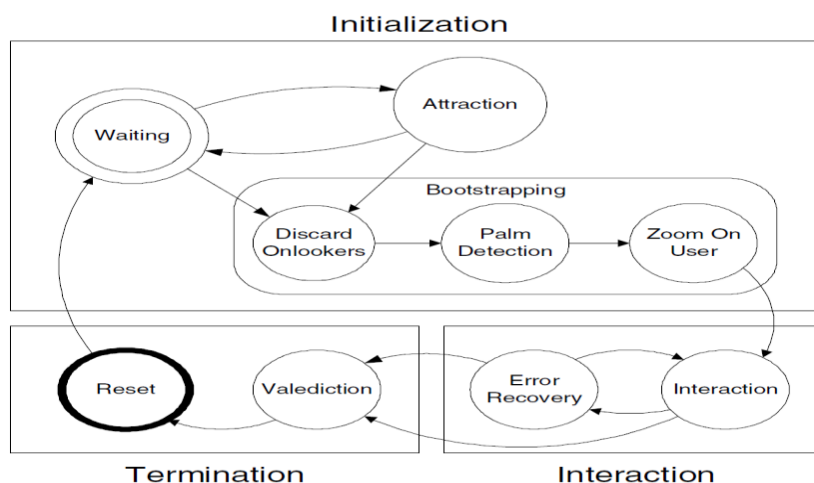 Initialization
Attraction
Waiting
Bootstrapping
Discard
Onlookers
Palm
Detection
Zoom On
User
Reset
Valediction
Error
Recovery
Interaction
Termination
Interaction